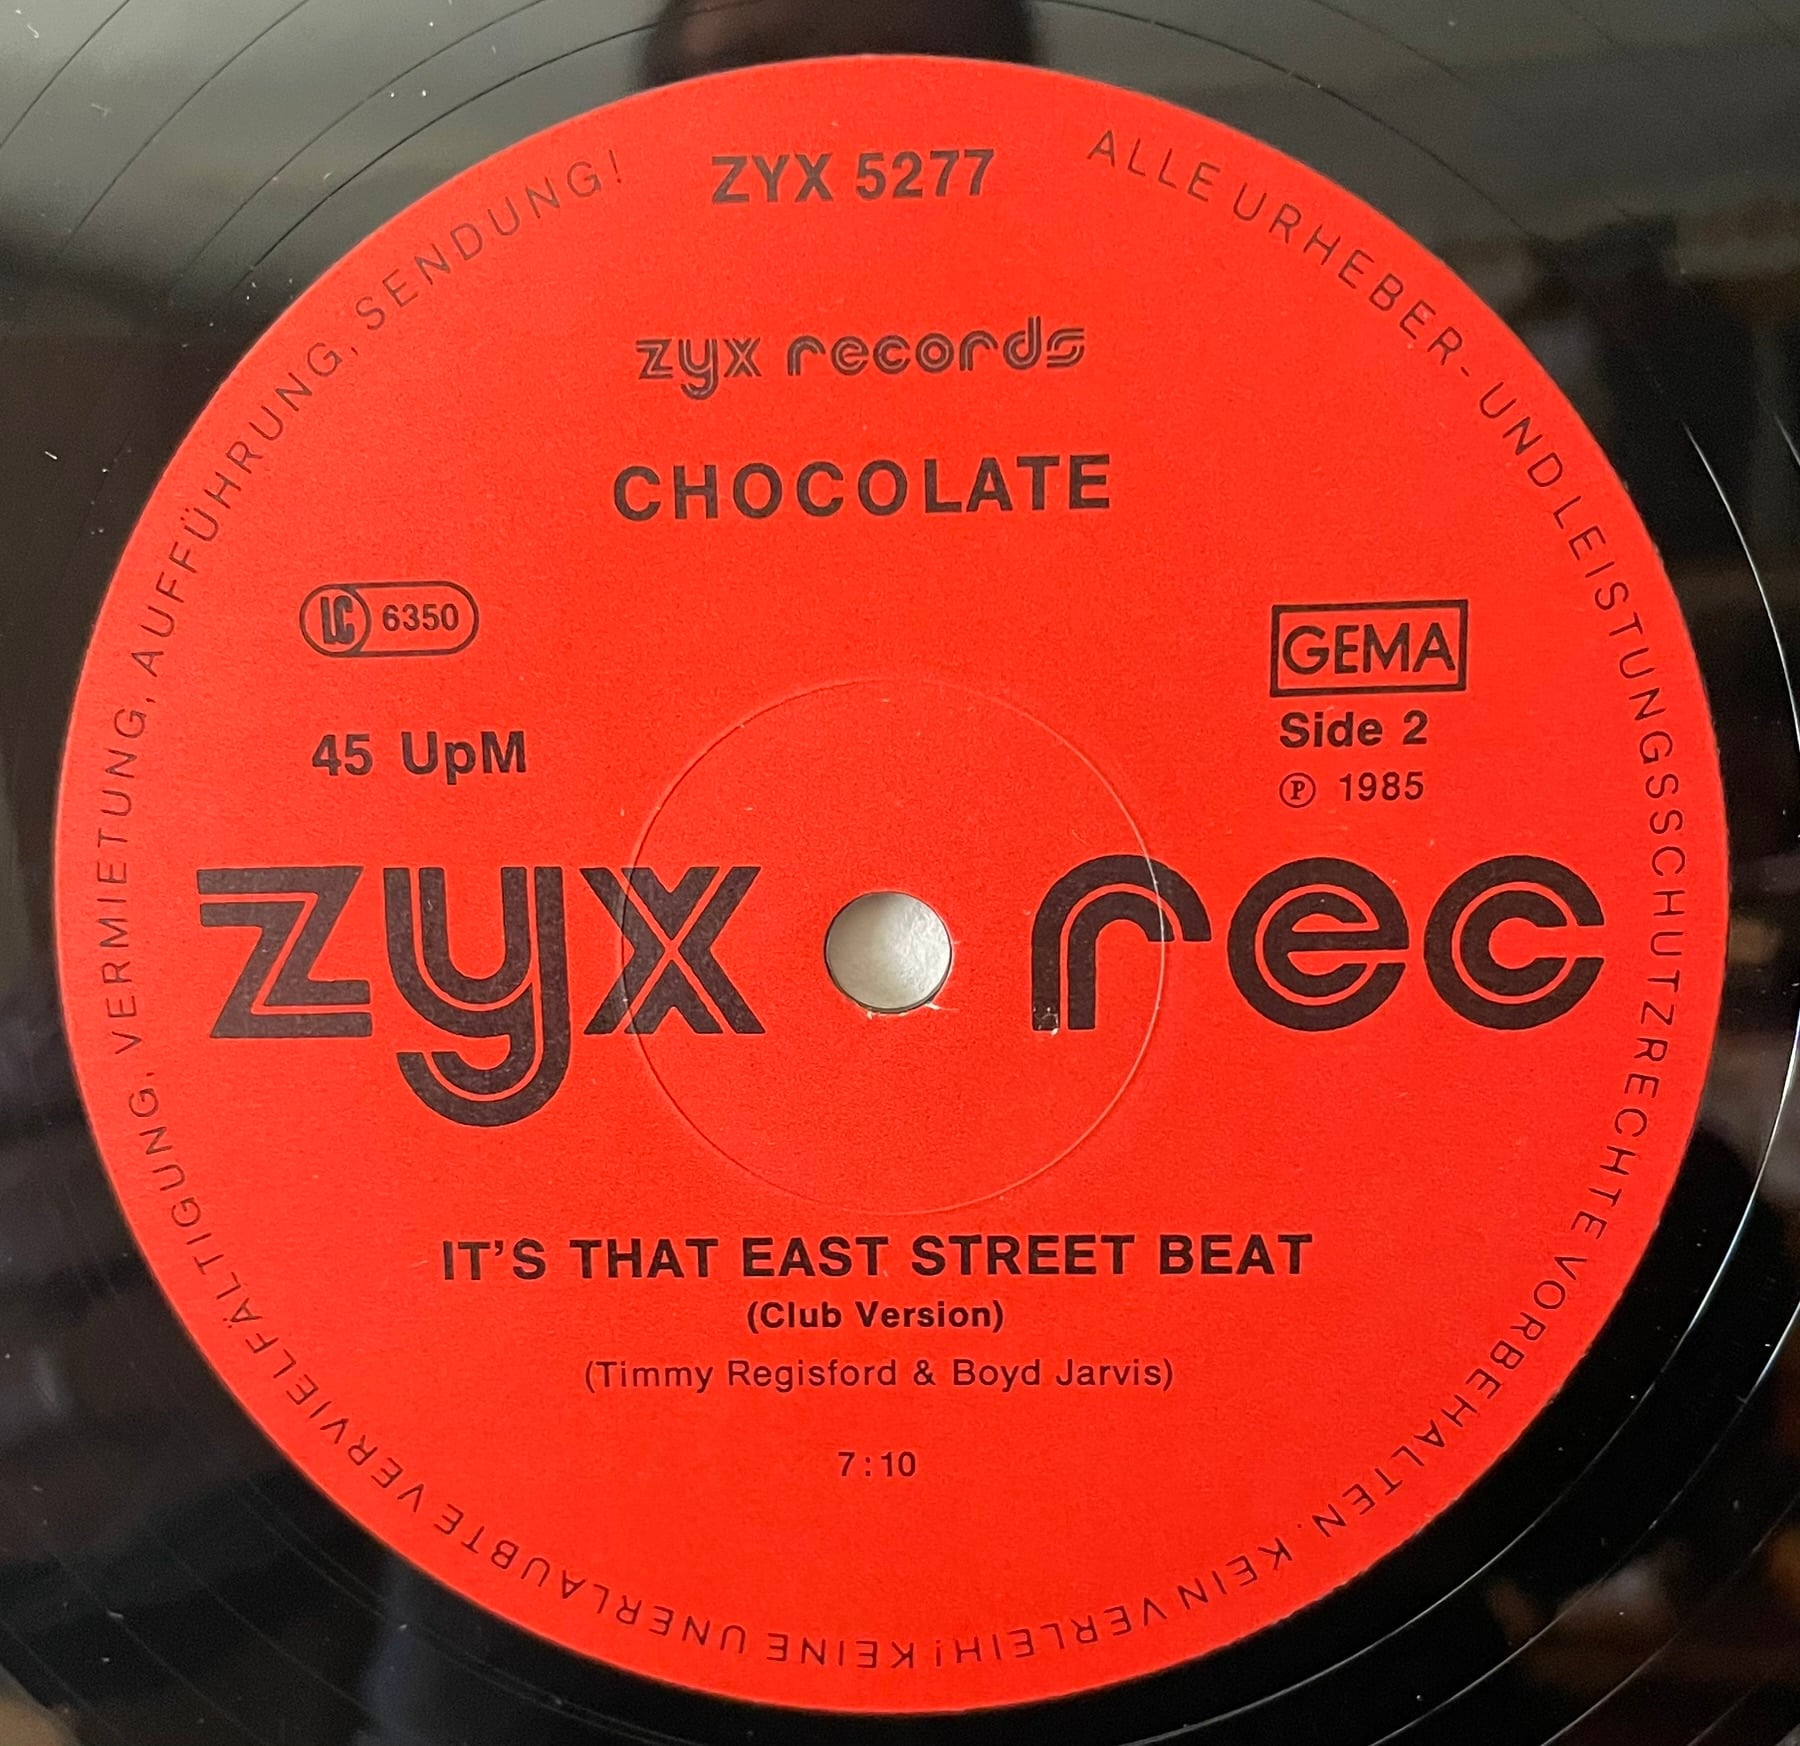 ZYX 5277
ALLE URHEBER- UND LEISTUNGSSCHUTZRECHTE VORBEHALTEN. KEIN VERLEIH! KEINE UNERLAUBTE VERVIELFÄLTIGUNG, VERMIETUNG, AUFFÜHRUNG, SENDUNG!
zyx records
CHOCOLATE
LC 6350
GEMA
45 UpM
Side 2
Ⓟ 1985
zyx rec
IT'S THAT EAST STREET BEAT
(Club Version)
(Timmy Regisford & Boyd Jarvis)
7:10